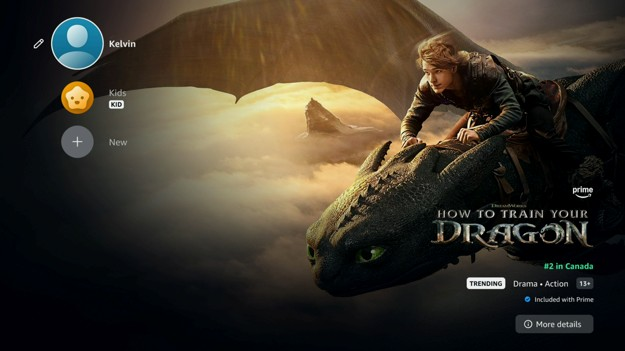 Kelvin
Kids
KID
New
prime
DREAMWORKS
HOW TO TRAIN YOUR
DRAGON
#2 in Canada
TRENDING Drama • Action 13+
Included with Prime
More details